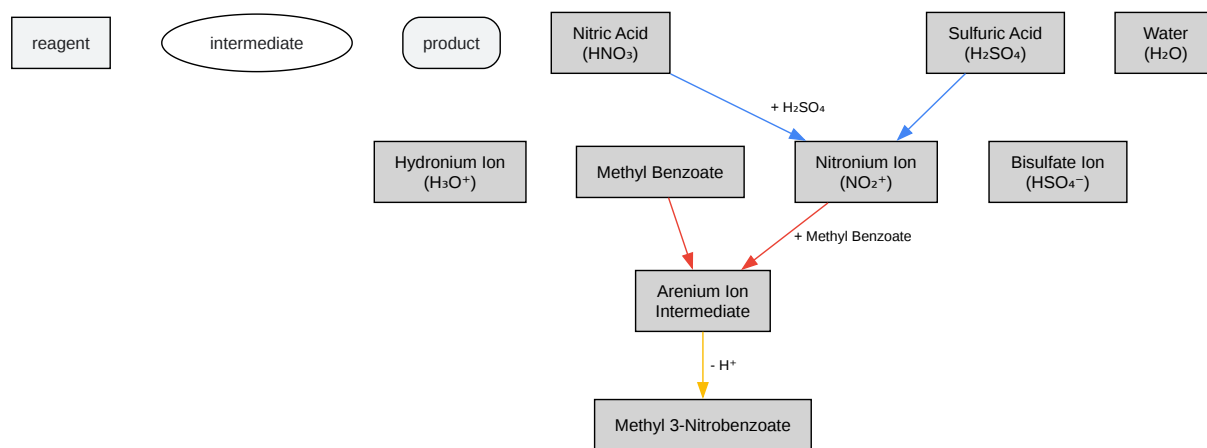 reagent
intermediate
product
Nitric Acid
(HNO₃)
Sulfuric Acid
(H₂SO₄)
Water
(H₂O)
+ H₂SO₄
Hydronium Ion
(H₃O⁺)
Methyl Benzoate
Nitronium Ion
(NO₂⁺)
Bisulfate Ion
(HSO₄⁻)
+ Methyl Benzoate
Arenium Ion
Intermediate
- H⁺
Methyl 3-Nitrobenzoate